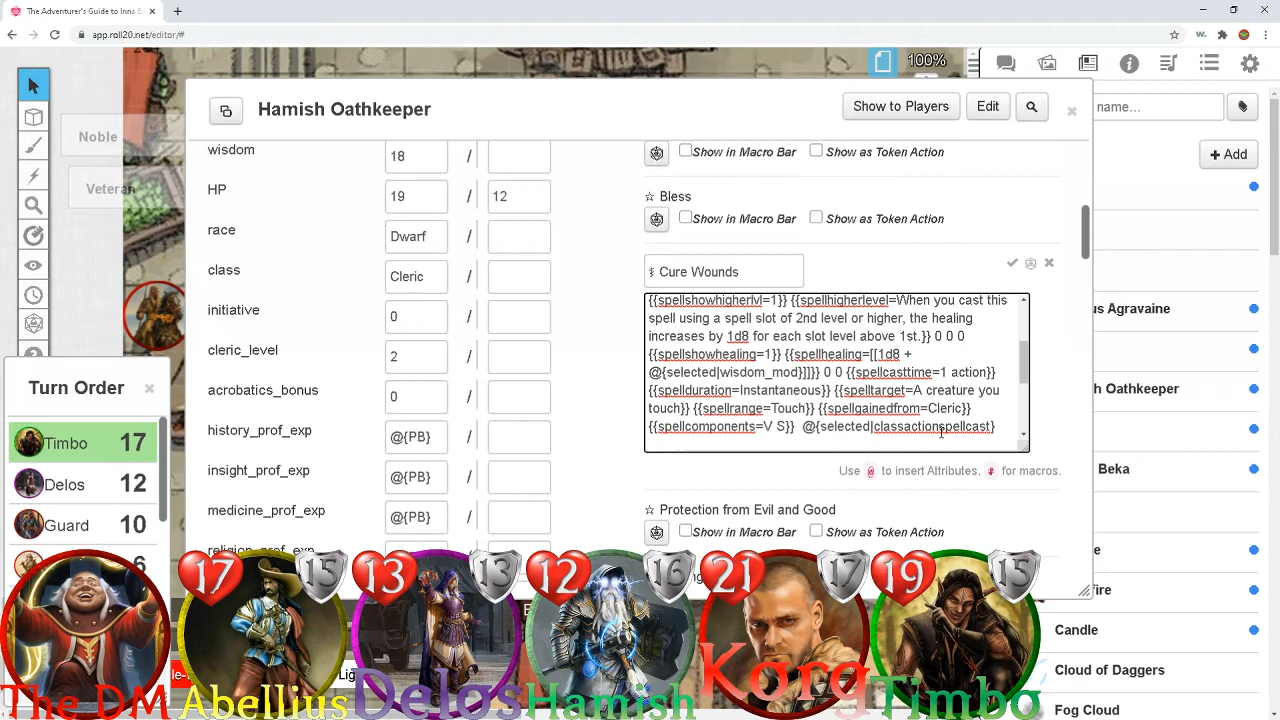 The Adventurer's Guide to Inns &
app.roll20.net/editor/#
100%
Hamish Oathkeeper
Show to Players
Edit
name...
+ Add
Noble
Veteran
wisdom
18
/
HP
19
/
12
race
Dwarf
/
class
Cleric
/
initiative
0
/
cleric_level
2
/
acrobatics_bonus
0
/
history_prof_exp
@{PB}
/
insight_prof_exp
@{PB}
/
medicine_prof_exp
@{PB}
/
religion_prof_exp
Show in Macro Bar
Show as Token Action
☆ Bless
Show in Macro Bar
Show as Token Action
Cure Wounds
{{spellshowhigherlvl=1}} {{spellhigherlevel=When you cast this
spell using a spell slot of 2nd level or higher, the healing
increases by 1d8 for each slot level above 1st.}} 0 0 0
{{spellshowhealing=1}} {{spellhealing=[[1d8 +
@{selected|wisdom_mod}]]}} 0 0 {{spellcasttime=1 action}}
{{spellduration=Instantaneous}} {{spelltarget=A creature you
touch}} {{spellrange=Touch}} {{spellgainedfrom=Cleric}}
{{spellcomponents=V S}}  @{selected|classactionspellcast}
Use @ to insert Attributes, # for macros.
☆ Protection from Evil and Good
Show in Macro Bar
Show as Token Action
Agravaine
Oathkeeper
Beka
Candle
Cloud of Daggers
Fog Cloud
Turn Order
Timbo 17
Delos 12
Guard 10
6
17
15
13
13
12
16
21
17
19
15
The DM
Abellius
Delos
Hamish
Korg
Timbo